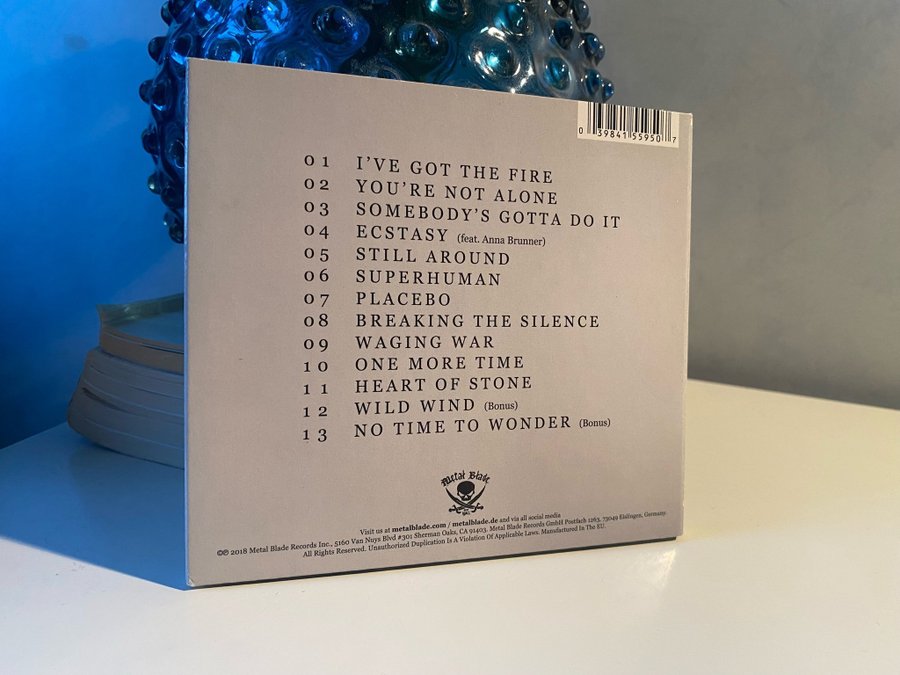 0 39841 55950 7
01 I'VE GOT THE FIRE
02 YOU'RE NOT ALONE
03 SOMEBODY'S GOTTA DO IT
04 ECSTASY (feat. Anna Brunner)
05 STILL AROUND
06 SUPERHUMAN
07 PLACEBO
08 BREAKING THE SILENCE
09 WAGING WAR
10 ONE MORE TIME
11 HEART OF STONE
12 WILD WIND (Bonus)
13 NO TIME TO WONDER (Bonus)
Metal Blade
Visit us at metalblade.com / metalblade.de and via all social media
©℗ 2018 Metal Blade Records Inc., 5160 Van Nuys Blvd #301 Sherman Oaks, CA 91403. Metal Blade Records GmbH Postfach 1263, 73049 Eislingen, Germany.
All Rights Reserved. Unauthorized Duplication Is A Violation Of Applicable Laws. Manufactured In The EU.